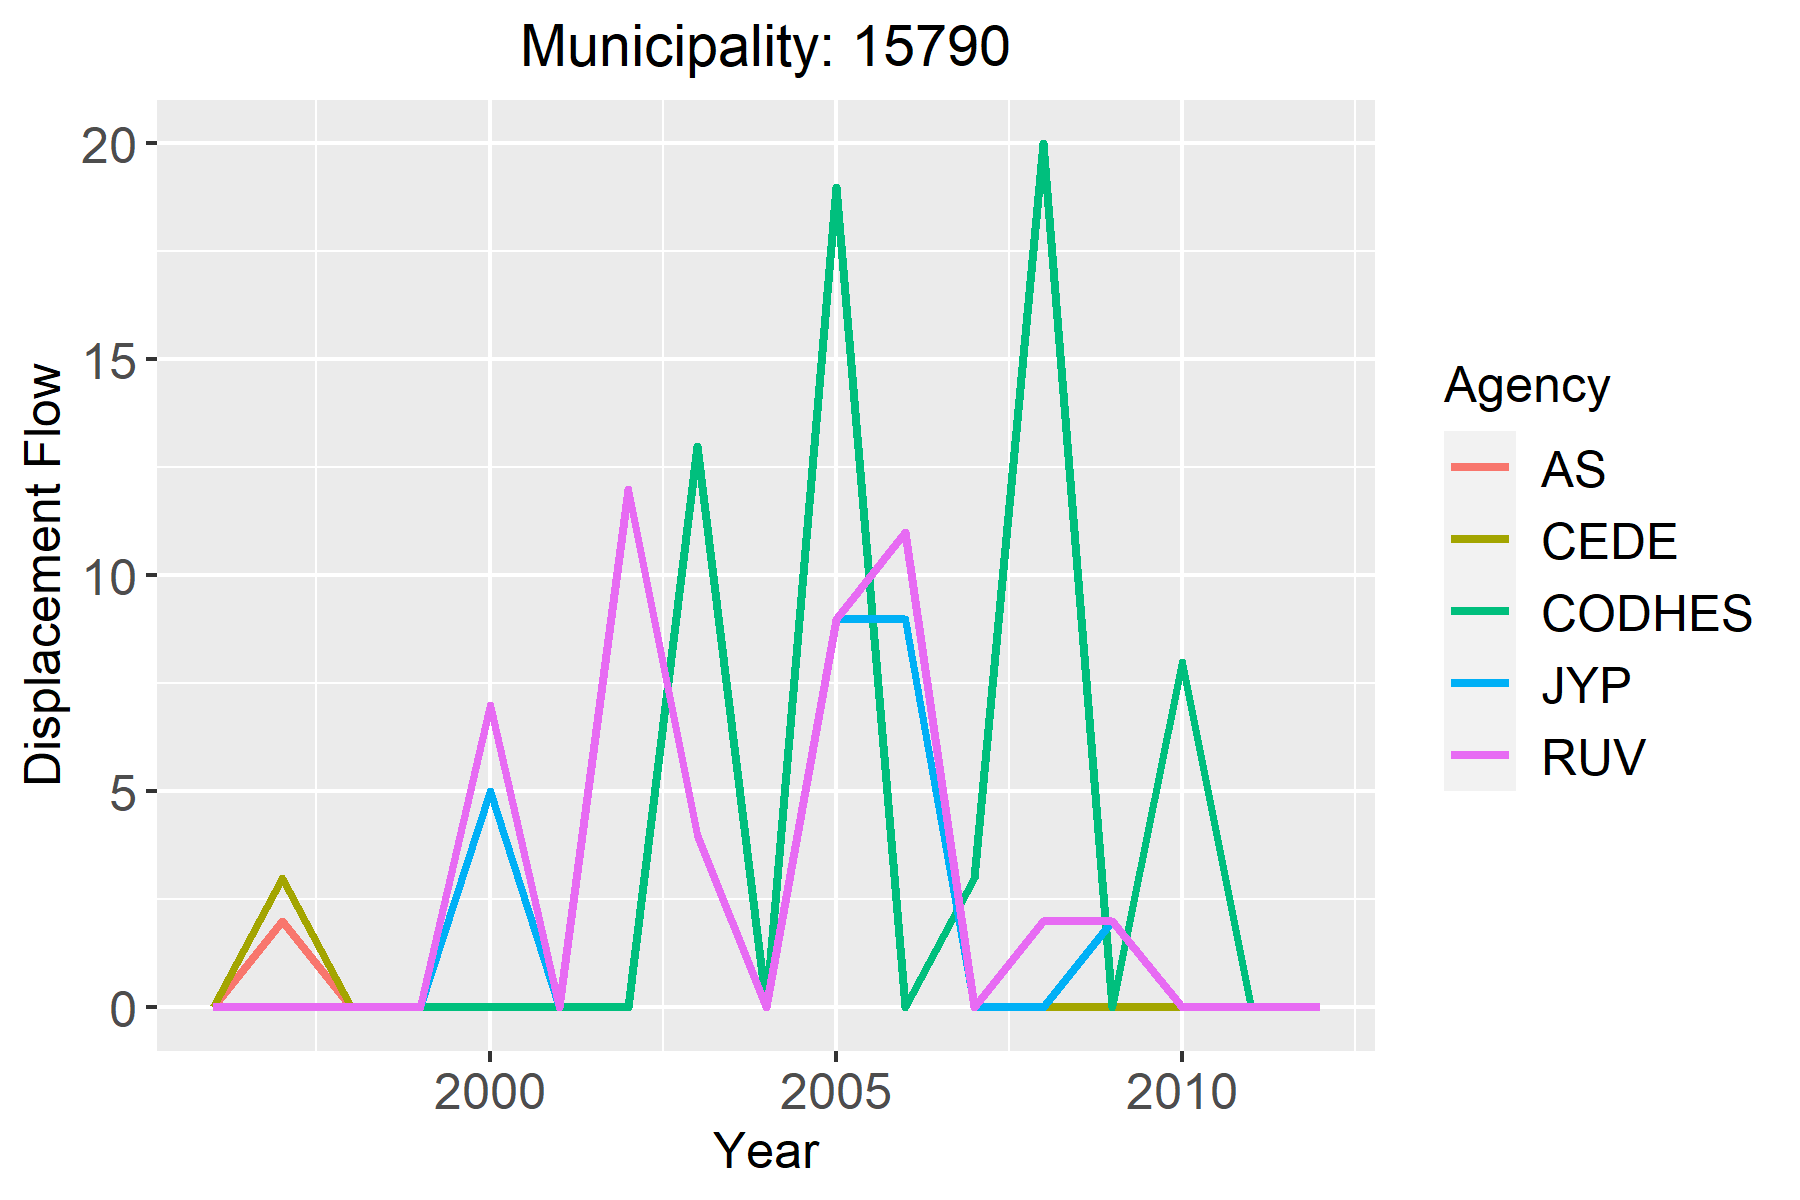 Municipality: 15790
20
15
10
5
0
Displacement Flow
2000
2005
2010
Year
Agency
AS
CEDE
CODHES
JYP
RUV